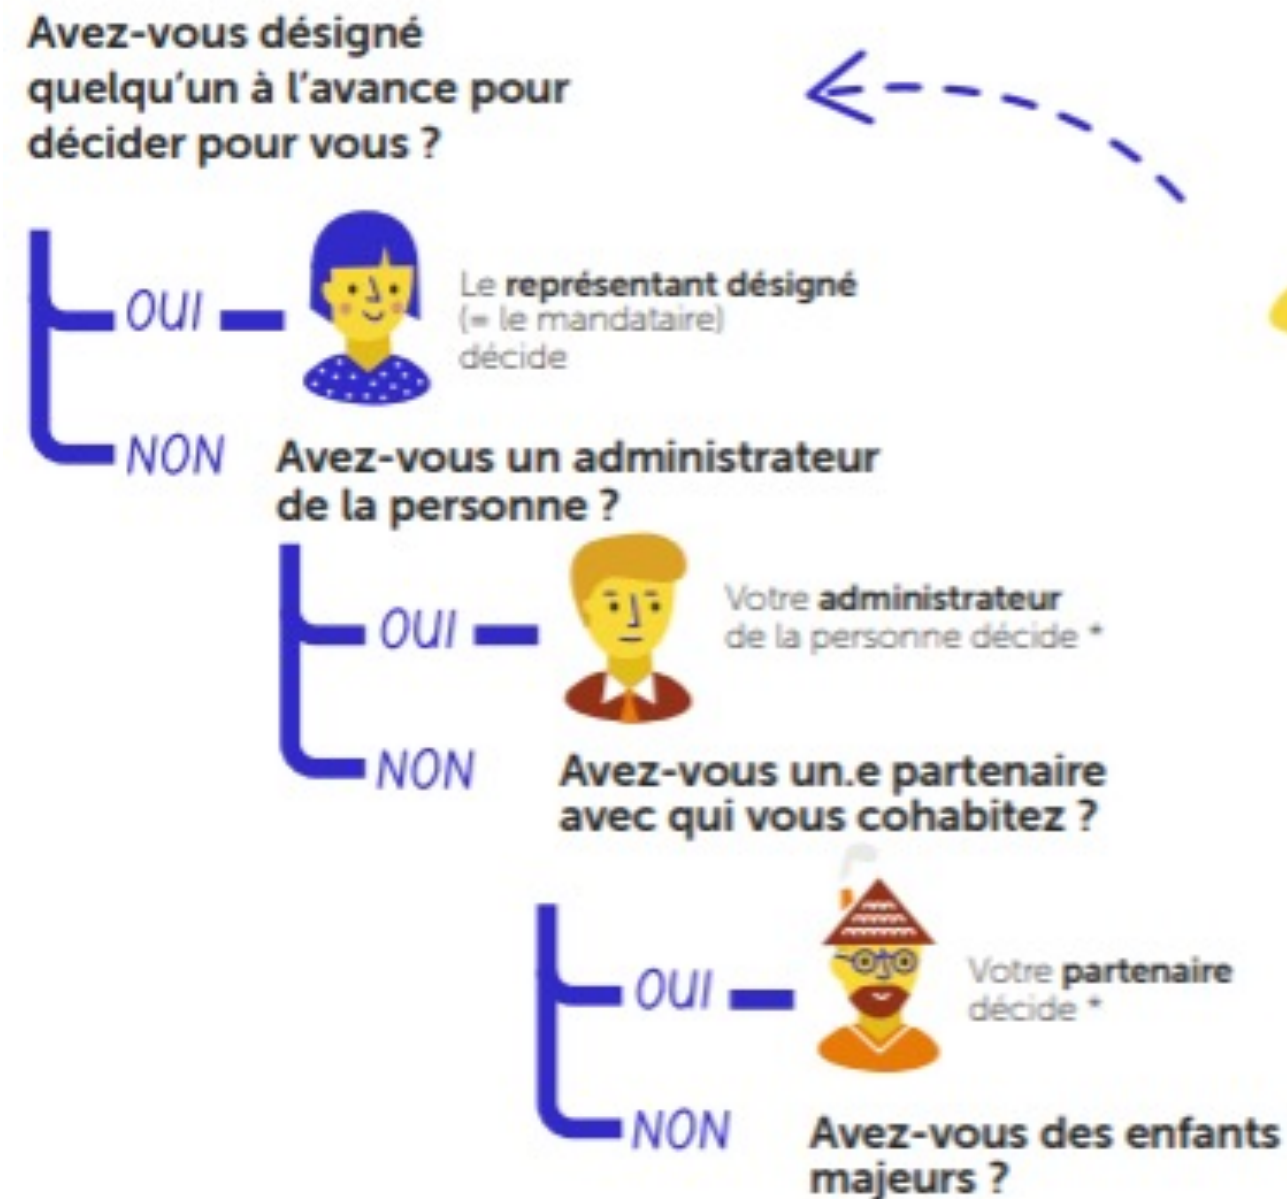 Avez-vous désigné
quelqu'un à l'avance pour
décider pour vous ?
OUI
Le représentant désigné
(= le mandataire)
décide
NON
Avez-vous un administrateur
de la personne ?
OUI
Votre administrateur
de la personne décide *
NON
Avez-vous un.e partenaire
avec qui vous cohabitez ?
OUI
Votre partenaire
décide *
NON
Avez-vous des enfants
majeurs ?